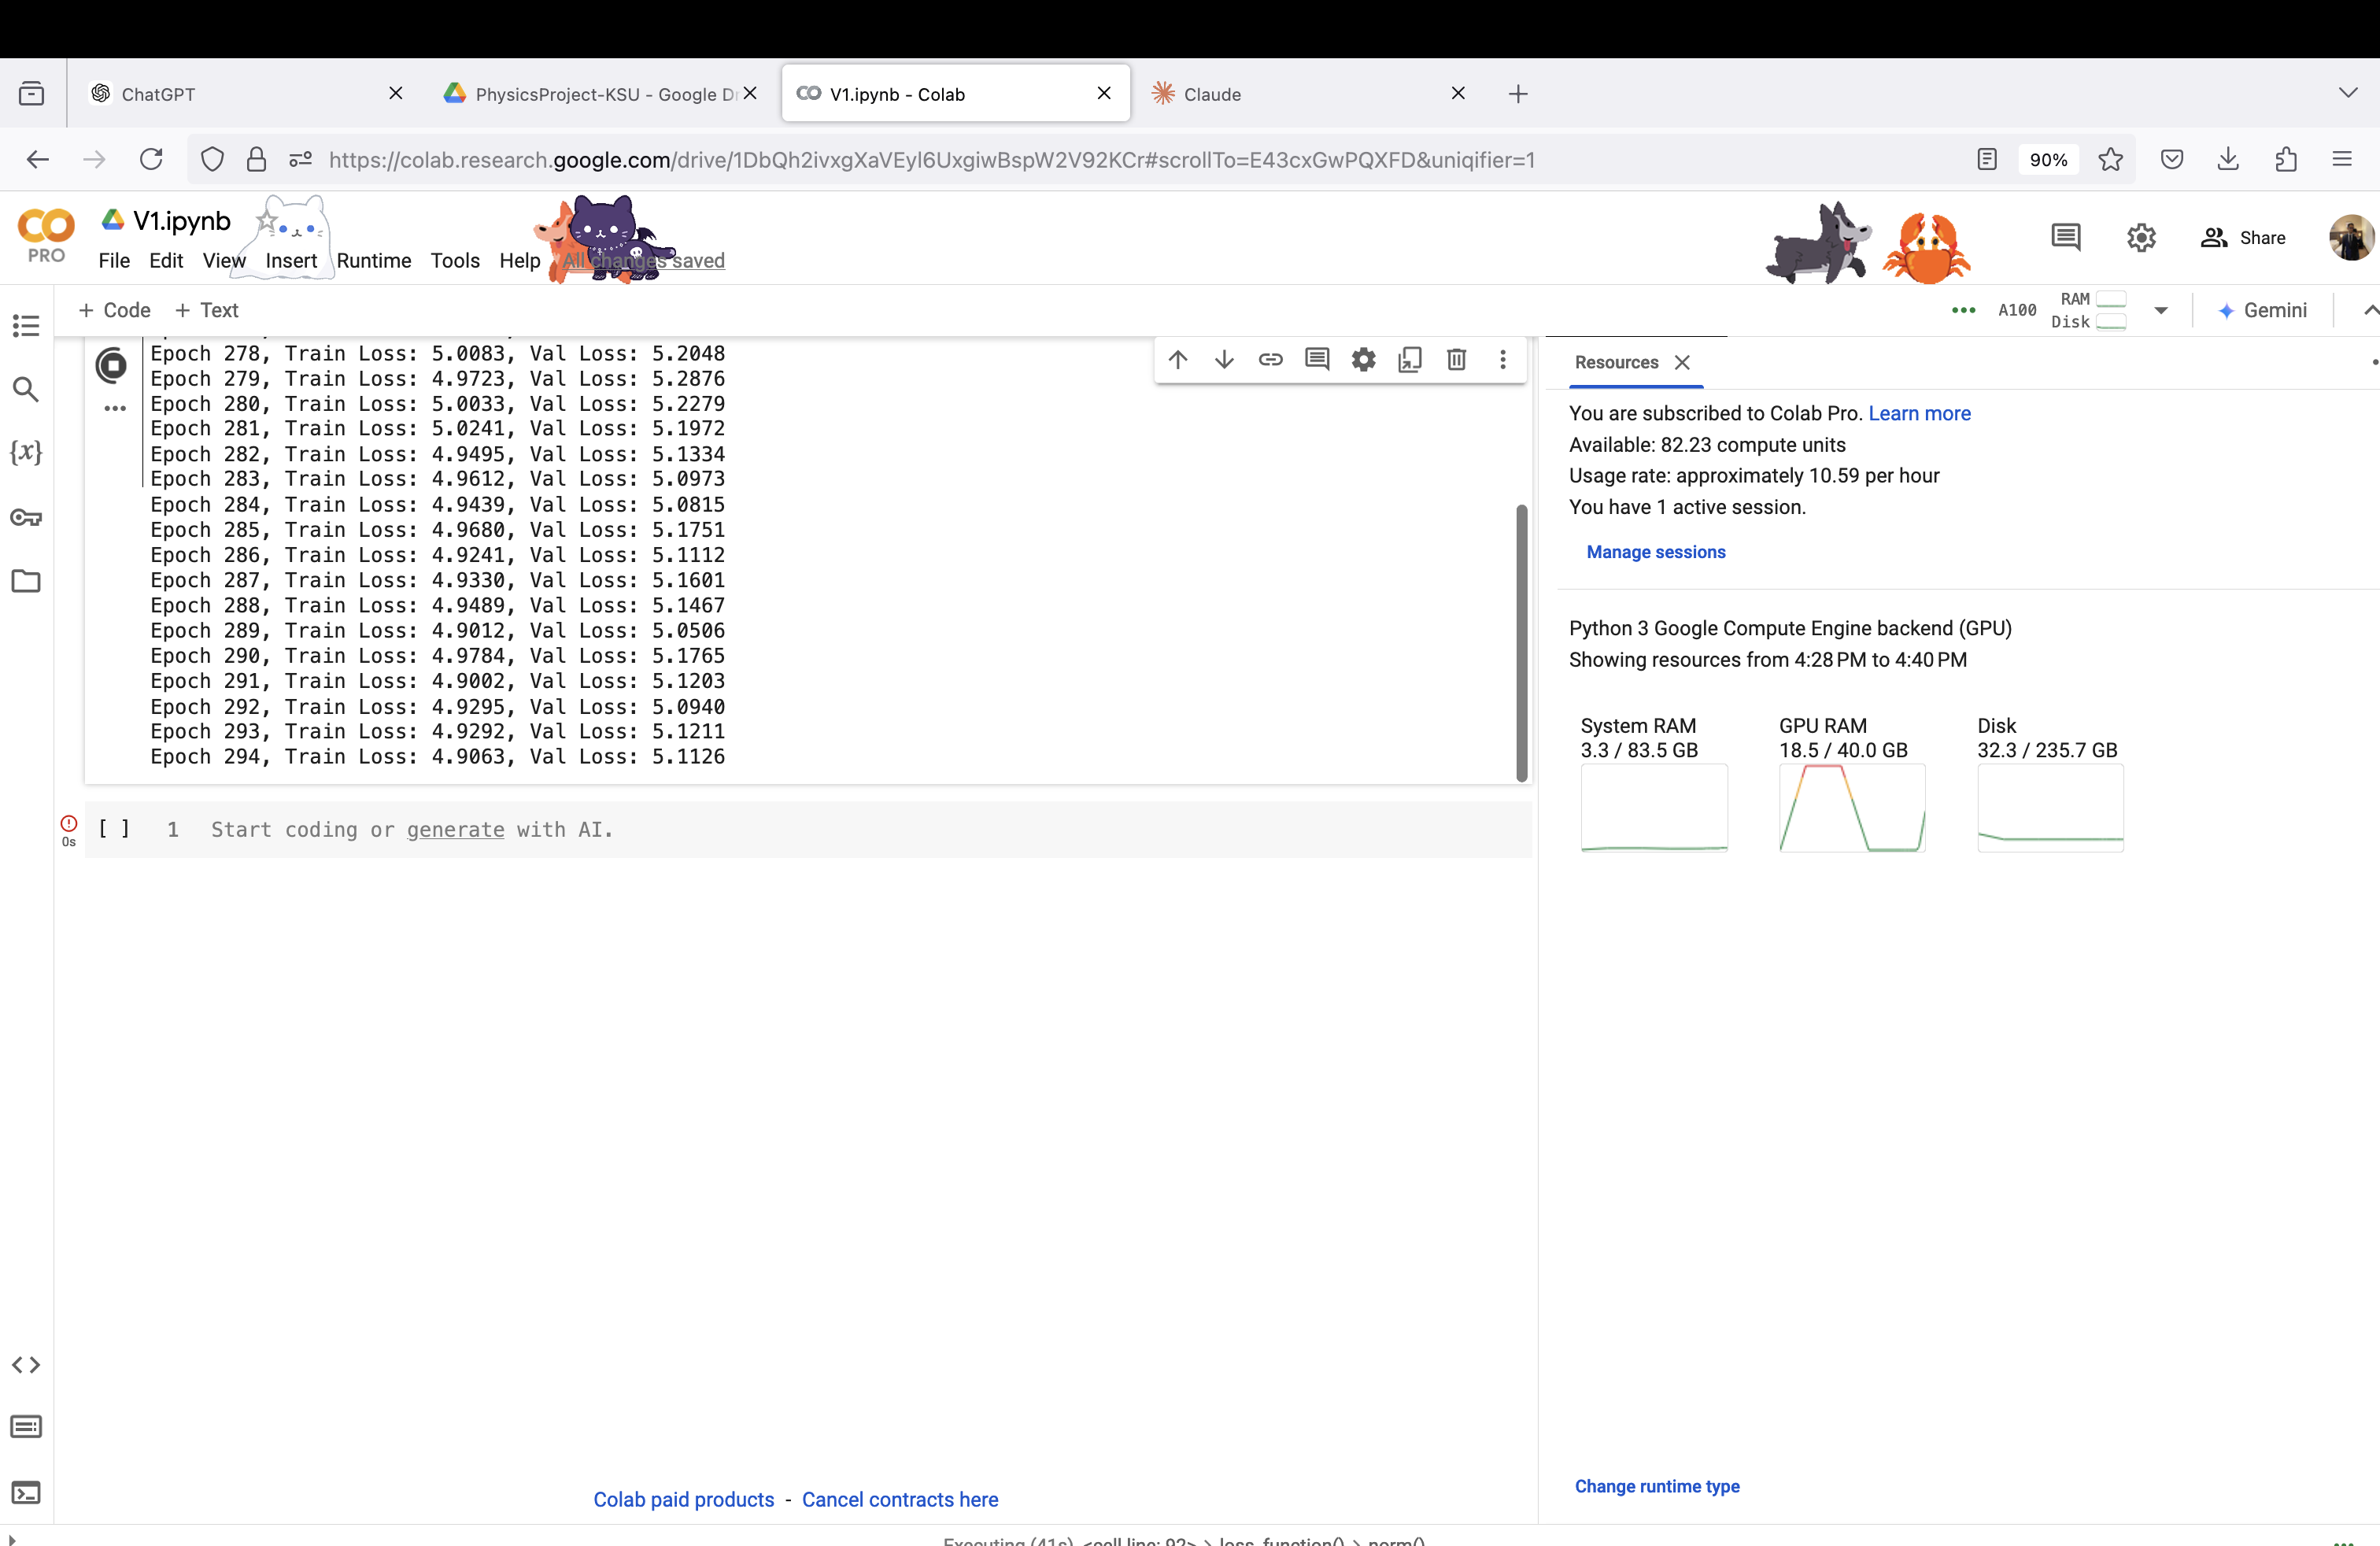 ChatGPT
PhysicsProject-KSU - Google Dr
V1.ipynb - Colab
Claude
https://colab.research.google.com/drive/1DbQh2ivxgXaVEyl6UxgiwBspW2V92KCr#scrollTo=E43cxGwPQXFD&uniqifier=1
90%
CO
PRO
V1.ipynb
File Edit View Insert Runtime Tools Help All changes saved
Share
+ Code + Text
A100
RAM
Disk
Gemini
Epoch 278, Train Loss: 5.0083, Val Loss: 5.2048
Epoch 279, Train Loss: 4.9723, Val Loss: 5.2876
Epoch 280, Train Loss: 5.0033, Val Loss: 5.2279
Epoch 281, Train Loss: 5.0241, Val Loss: 5.1972
Epoch 282, Train Loss: 4.9495, Val Loss: 5.1334
Epoch 283, Train Loss: 4.9612, Val Loss: 5.0973
Epoch 284, Train Loss: 4.9439, Val Loss: 5.0815
Epoch 285, Train Loss: 4.9680, Val Loss: 5.1751
Epoch 286, Train Loss: 4.9241, Val Loss: 5.1112
Epoch 287, Train Loss: 4.9330, Val Loss: 5.1601
Epoch 288, Train Loss: 4.9489, Val Loss: 5.1467
Epoch 289, Train Loss: 4.9012, Val Loss: 5.0506
Epoch 290, Train Loss: 4.9784, Val Loss: 5.1765
Epoch 291, Train Loss: 4.9002, Val Loss: 5.1203
Epoch 292, Train Loss: 4.9295, Val Loss: 5.0940
Epoch 293, Train Loss: 4.9292, Val Loss: 5.1211
Epoch 294, Train Loss: 4.9063, Val Loss: 5.1126
0s
[ ] 1 Start coding or generate with AI.
Resources
You are subscribed to Colab Pro. Learn more
Available: 82.23 compute units
Usage rate: approximately 10.59 per hour
You have 1 active session.
Manage sessions
Python 3 Google Compute Engine backend (GPU)
Showing resources from 4:28 PM to 4:40 PM
System RAM
3.3 / 83.5 GB
GPU RAM
18.5 / 40.0 GB
Disk
32.3 / 235.7 GB
{x}
Colab paid products - Cancel contracts here
Change runtime type
Executing (41s) <cell line: 92> > loss_function() > norm()